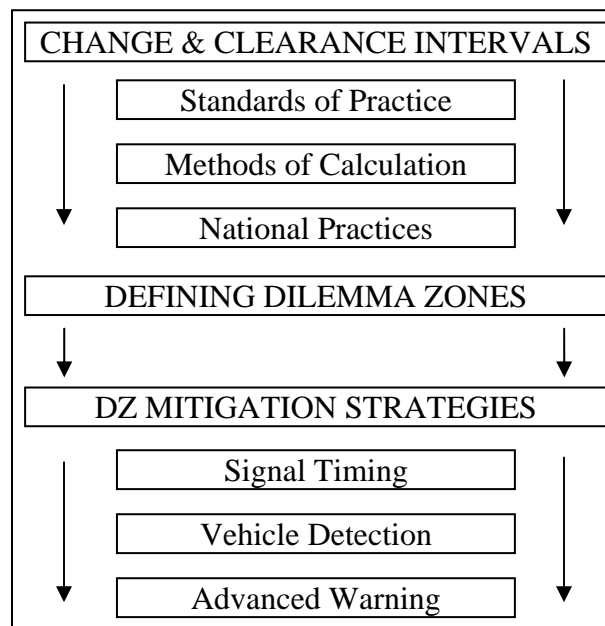 CHANGE & CLEARANCE INTERVALS
Standards of Practice
Methods of Calculation
National Practices
DEFINING DILEMMA ZONES
DZ MITIGATION STRATEGIES
Signal Timing
Vehicle Detection
Advanced Warning